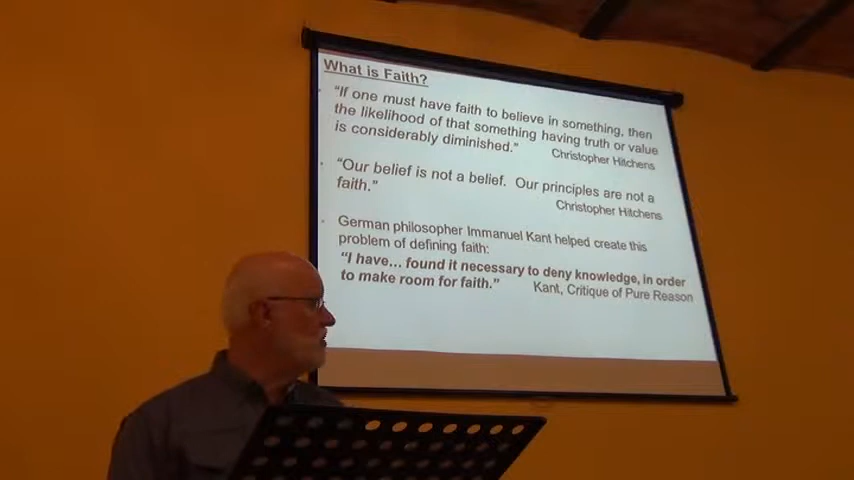 What is Faith?
"If one must have faith to believe in something, then
the likelihood of that something having truth or value
is considerably diminished."
Christopher Hitchens
"Our belief is not a belief. Our principles are not a
faith."
Christopher Hitchens
German philosopher Immanuel Kant helped create this
problem of defining faith:
"I have... found it necessary to deny knowledge, in order
to make room for faith."
Kant, Critique of Pure Reason